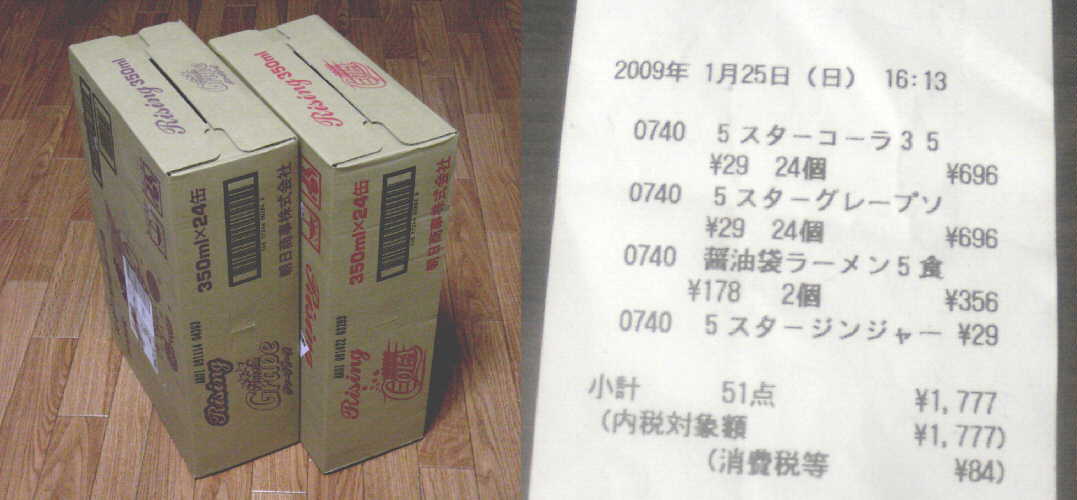 Rising 350ml
Grape
Rising 350ml
350ml×24缶
朝日商事株式会社
350ml×24缶
朝日商事株式会社
Rising
Grape
Rising
2009年 1月25日(日) 16:13
0740 5スターコーラ35
¥29 24個 ¥696
0740 5スターグレープソ
¥29 24個 ¥696
0740 醤油袋ラーメン5食
¥178 2個 ¥356
0740 5スタージンジャー ¥29
小計 51点 ¥1,777
(内税対象額 ¥1,777)
(消費税等 ¥84)